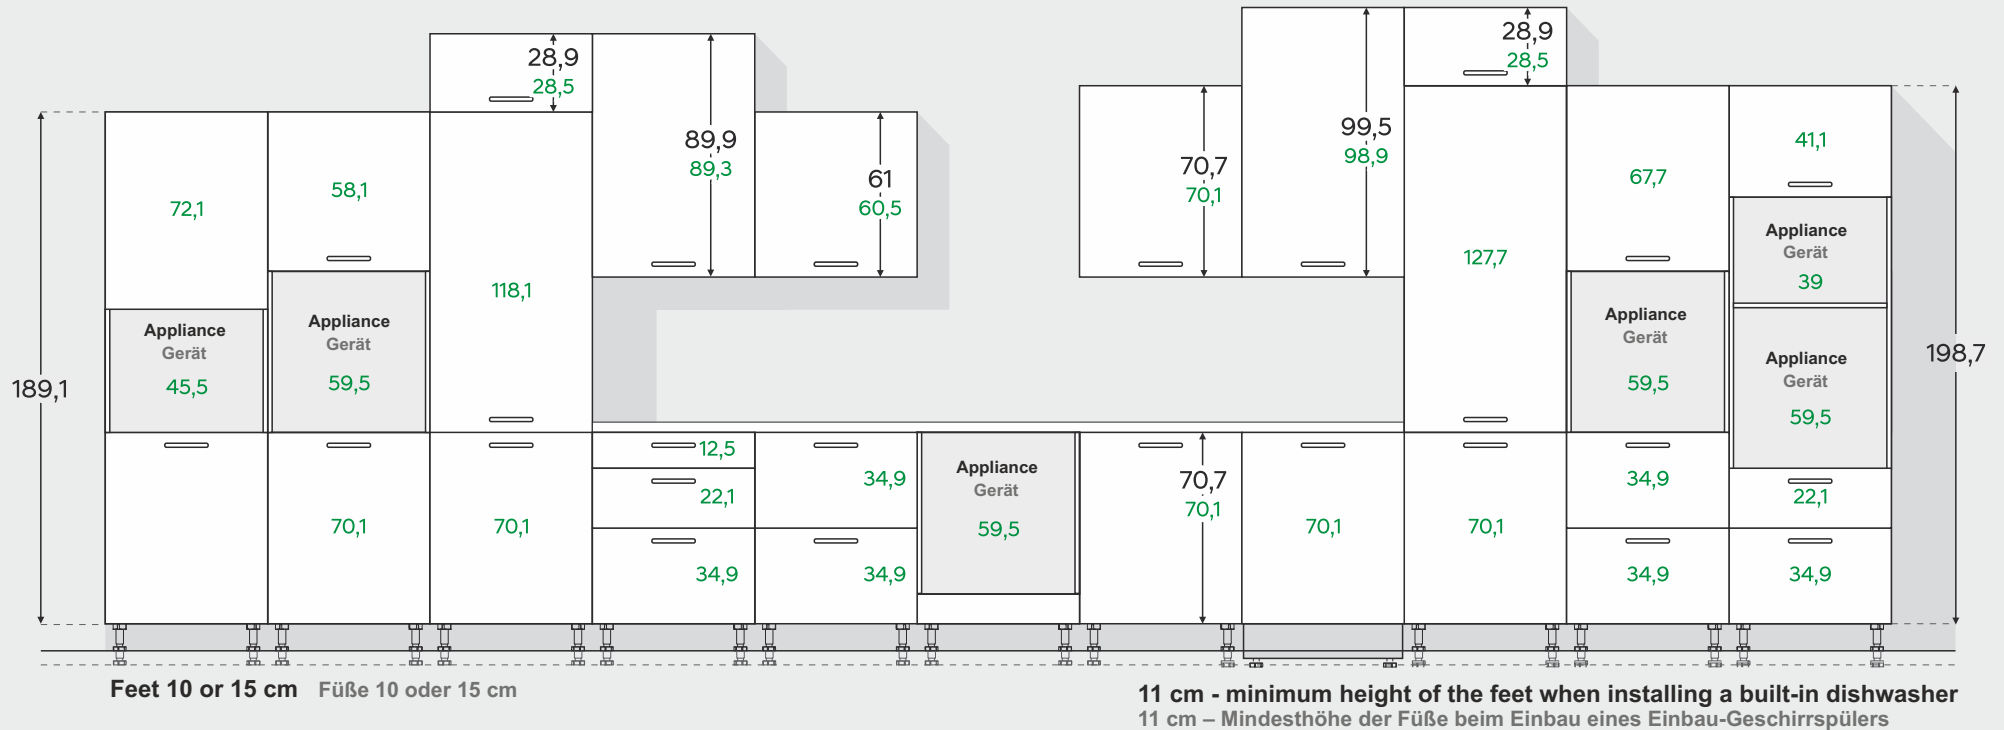 28,9
28,5
28,9
28,5
89,9
89,3
99,5
98,9
41,1
72,1
58,1
61
60,5
70,7
70,1
67,7
118,1
127,7
Appliance
Gerät
39
Appliance
Gerät
45,5
Appliance
Gerät
59,5
Appliance
Gerät
59,5
Appliance
Gerät
59,5
189,1
198,7
12,5
22,1
34,9
34,9
34,9
Appliance
Gerät
59,5
70,7
70,1
70,1
70,1
70,1
70,1
34,9
34,9
22,1
34,9
Feet 10 or 15 cm Füße 10 oder 15 cm
11 cm - minimum height of the feet when installing a built-in dishwasher
11 cm – Mindesthöhe der Füße beim Einbau eines Einbau-Geschirrspülers